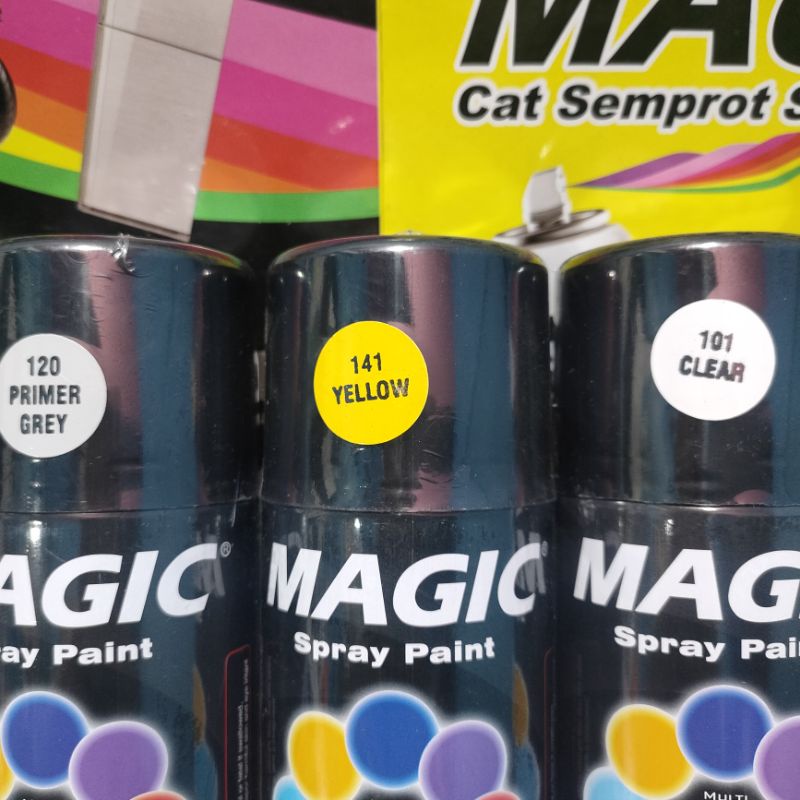 MAG
Cat Semprot S
120
PRIMER
GREY
141
YELLOW
101
CLEAR
AGIC®
ay Paint
MAGIC®
Spray Paint
MAG
Spray Pai
MULTI